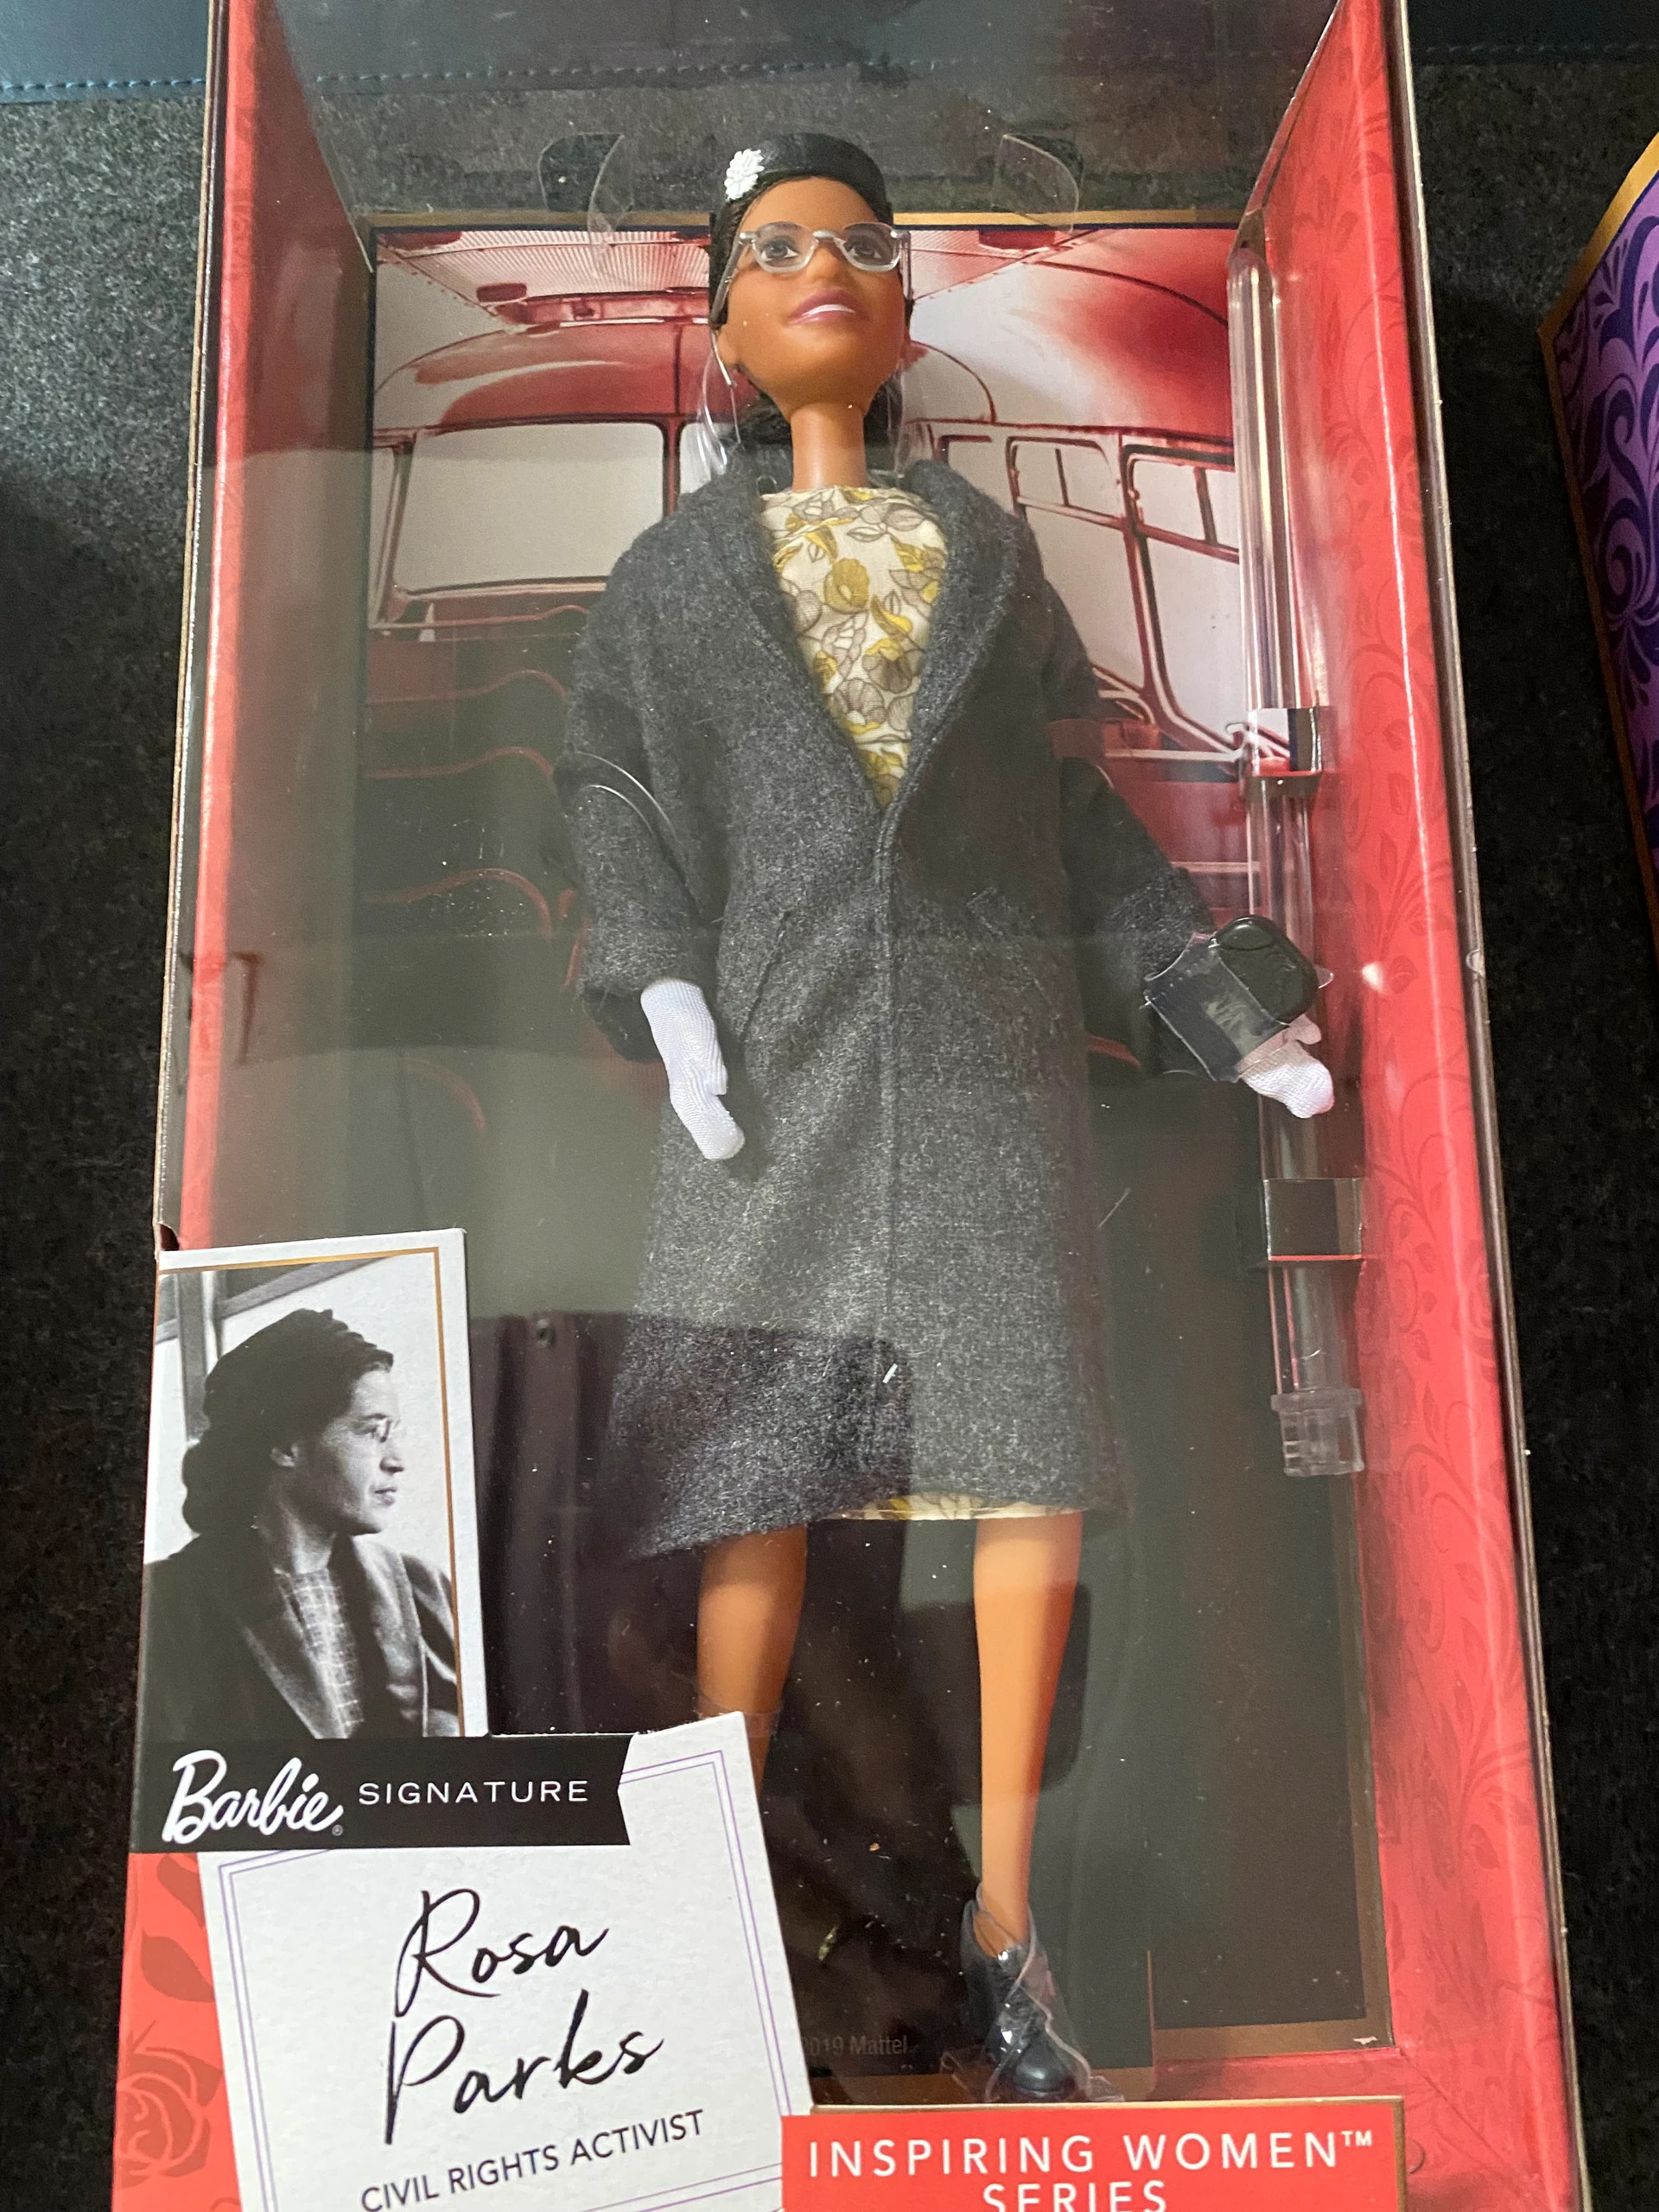 Barbie® SIGNATURE
Rosa
Parks
CIVIL RIGHTS ACTIVIST
2019 Mattel
INSPIRING WOMEN™
SERIES